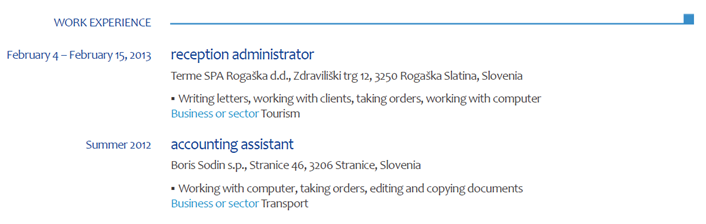 WORK EXPERIENCE
February 4 – February 15, 2013 reception administrator
Terme SPA Rogaška d.d., Zdraviliški trg 12, 3250 Rogaška Slatina, Slovenia
▪ Writing letters, working with clients, taking orders, working with computer
Business or sector Tourism
Summer 2012 accounting assistant
Boris Sodin s.p., Stranice 46, 3206 Stranice, Slovenia
▪ Working with computer, taking orders, editing and copying documents
Business or sector Transport